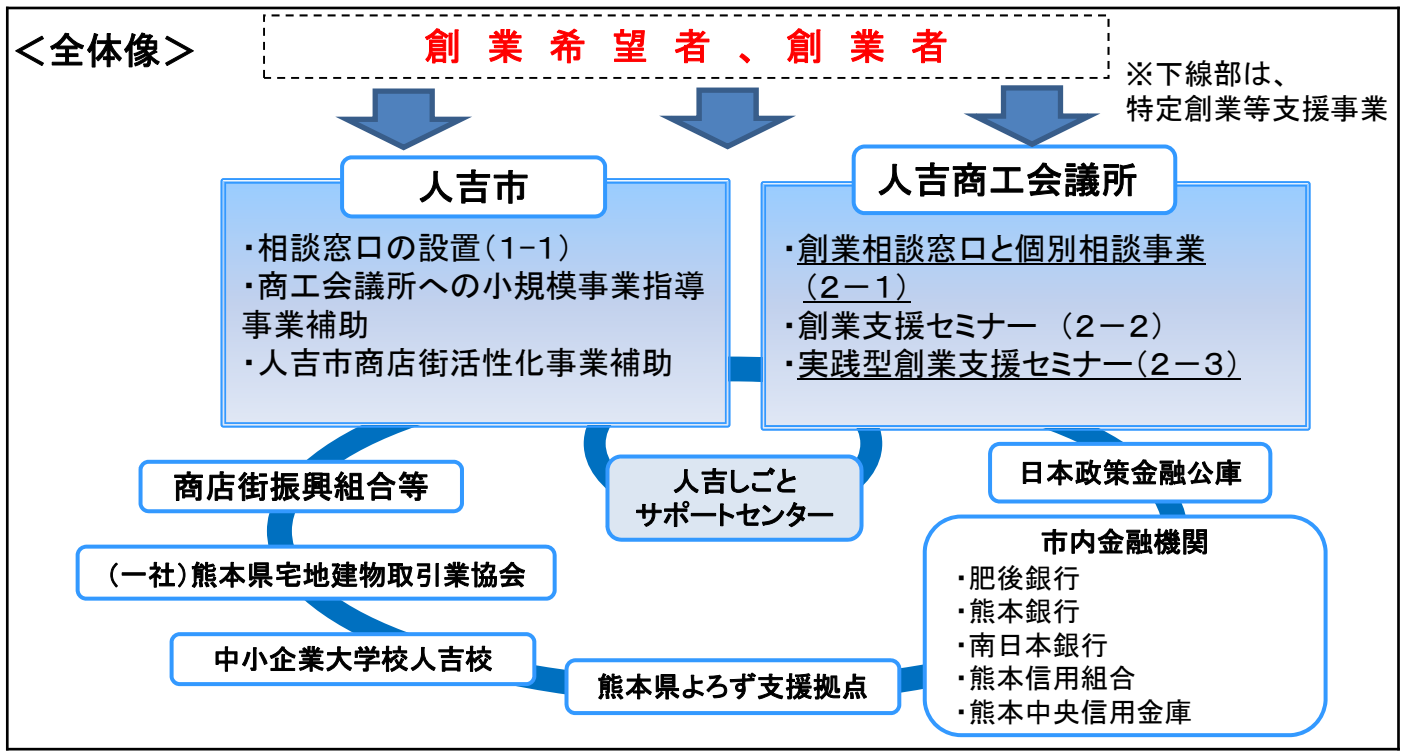 ＜全体像＞
創業希望者、創業者
※下線部は、
特定創業等支援事業
人吉市
・相談窓口の設置（１-１）
・商工会議所への小規模事業指導
事業補助
・人吉市商店街活性化事業補助
人吉商工会議所
・創業相談窓口と個別相談事業
（２－１）
・創業支援セミナー （２－２）
・実践型創業支援セミナー（２－３）
商店街振興組合等
人吉しごと
サポートセンター
日本政策金融公庫
（一社）熊本県宅地建物取引業協会
市内金融機関
・肥後銀行
・熊本銀行
・南日本銀行
・熊本信用組合
・熊本中央信用金庫
中小企業大学校人吉校
熊本県よろず支援拠点